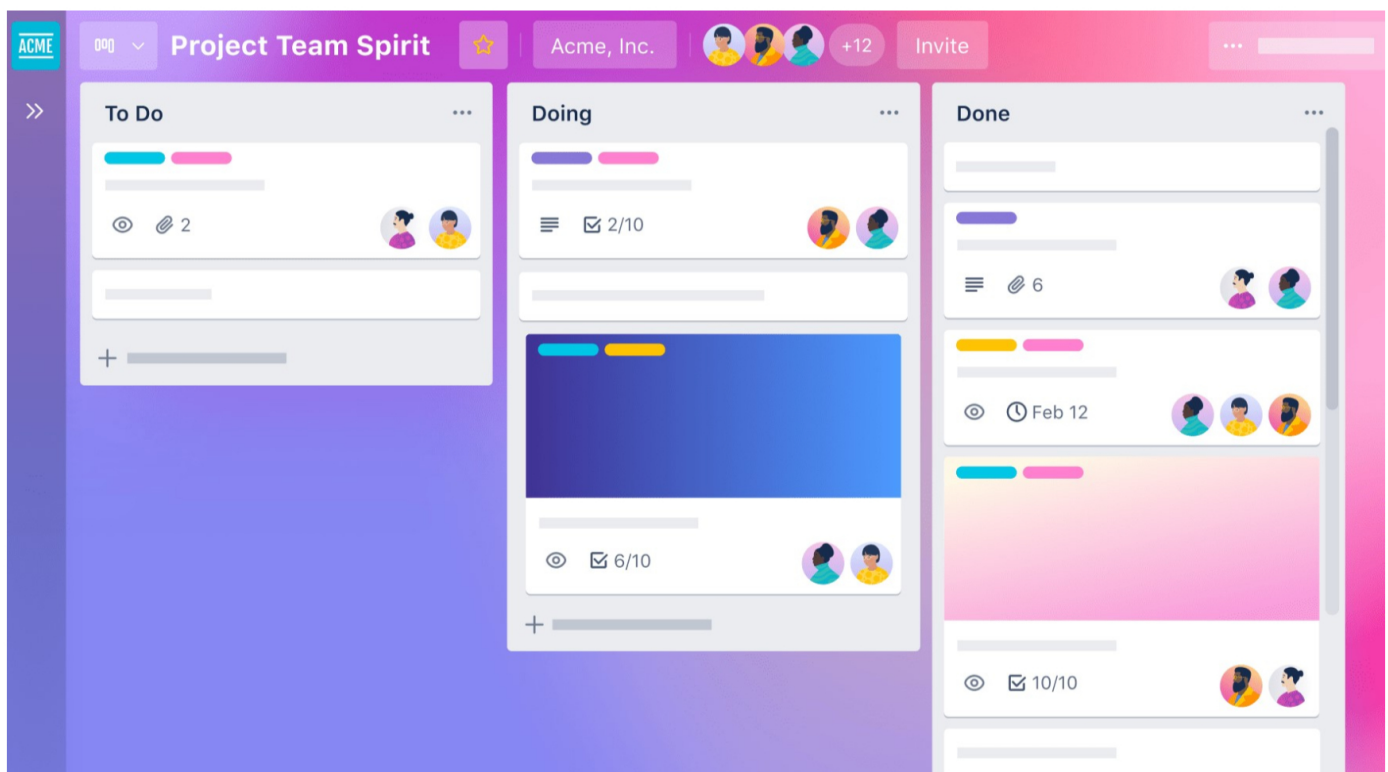 ACME
Project Team Spirit
Acme, Inc.
+12
Invite
To Do
2
Doing
2/10
6/10
Done
6
Feb 12
10/10